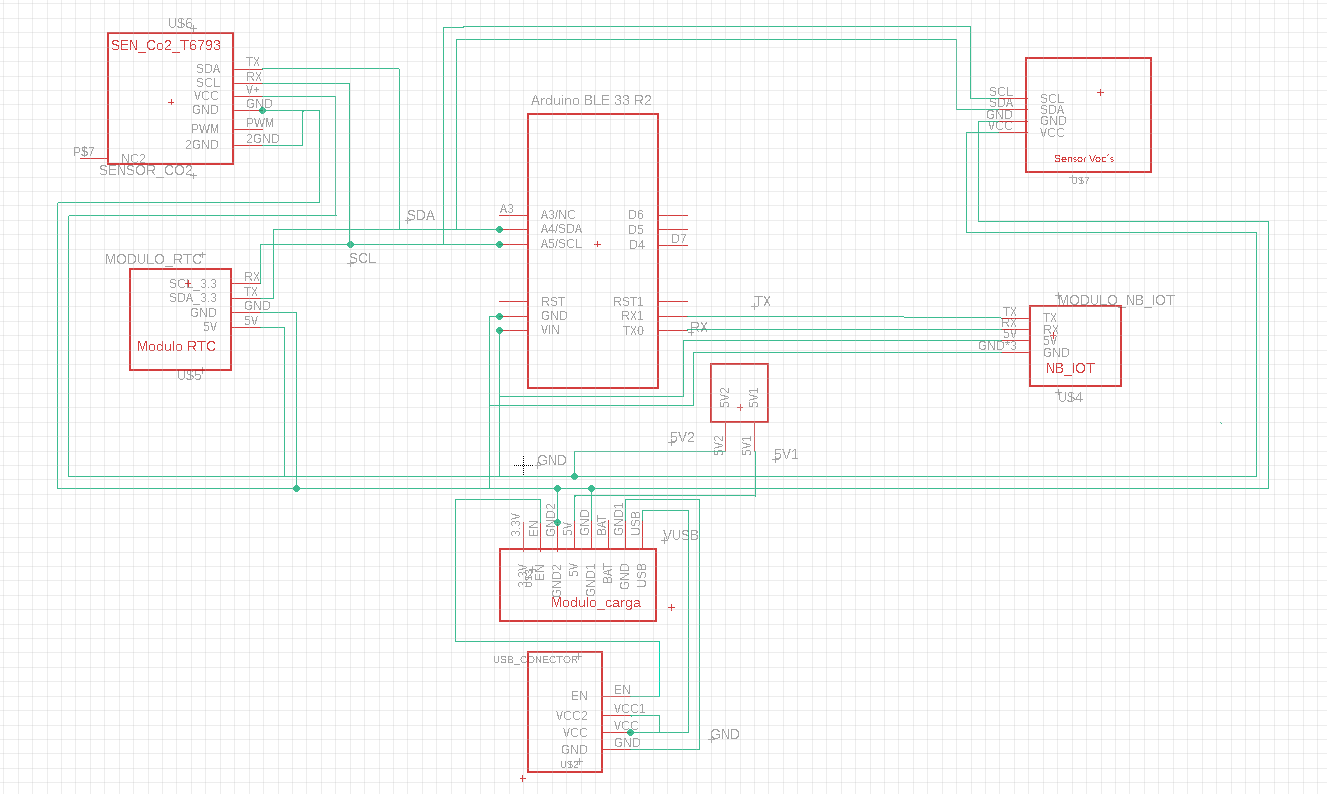 U$6
SEN_Co2_T6793
SDA
SCL
VCC
GND
PWM
2GND
TX
RX
V+
GND
PWM
2GND
P$7
NC2
SENSOR_CO2
Arduino BLE 33 R2
A3
A3/NC
A4/SDA
A5/SCL
RST
GND
VIN
D6
D5
D4
D7
RST1
RX1
TX0
SDA
SCL
SCL
SDA
GND
VCC
SCL
SDA
GND
VCC
Sensor Voc´s
U$7
MODULO_RTC
SCL_3.3
SDA_3.3
GND
5V
RX
TX
GND
5V
Modulo RTC
U$5
TX
RX
MODULO_NB_IOT
TX
RX
5V
GND*3
TX
RX
5V
GND
NB_IOT
U$4
5V2
5V1
5V2
5V1
5V2
5V1
GND
3.3V
EN
GND2
5V
GND
BAT
GND1
USB
VUSB
3.3V
EN
GND2
5V
GND1
BAT
GND
USB
Modulo_carga
USB_CONECTOR
EN
VCC2
VCC
GND
EN
VCC1
VCC
GND
GND
U$2